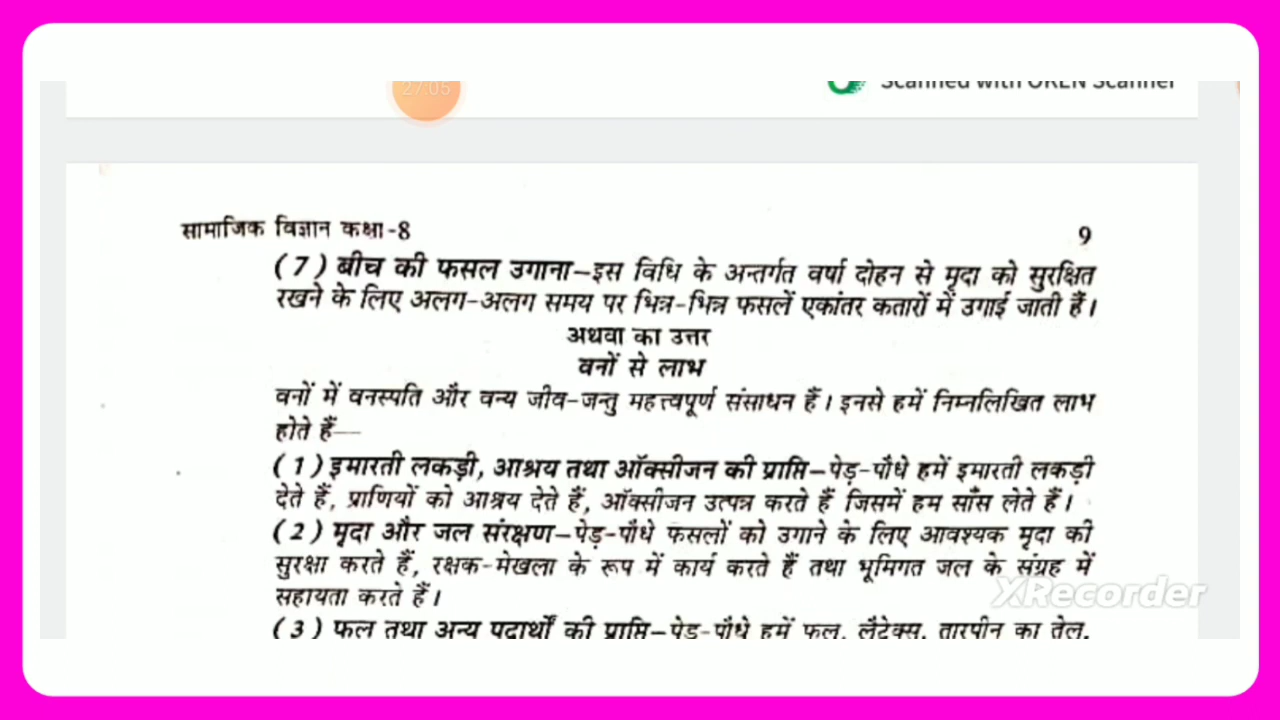 27:05
Scanned with OKEN Scanner
सामाजिक विज्ञान कक्षा-8
9
( 7 ) बीच की फसल उगाना—इस विधि के अन्तर्गत वर्षा दोहन से मृदा को सुरक्षित
रखने के लिए अलग-अलग समय पर भिन्न-भिन्न फसलें एकांतर कतारों में उगाई जाती हैं।
अथवा का उत्तर
वनों से लाभ
वनों में वनस्पति और वन्य जीव-जन्तु महत्त्वपूर्ण संसाधन हैं। इनसे हमें निम्नलिखित लाभ
होते हैं—
( 1 ) इमारती लकड़ी, आश्रय तथा ऑक्सीजन की प्राप्ति—पेड़-पौधे हमें इमारती लकड़ी
देते हैं, प्राणियों को आश्रय देते हैं, ऑक्सीजन उत्पन्न करते हैं जिसमें हम साँस लेते हैं।
( 2 ) मृदा और जल संरक्षण—पेड़-पौधे फसलों को उगाने के लिए आवश्यक मृदा की
सुरक्षा करते हैं, रक्षक-मेखला के रूप में कार्य करते हैं तथा भूमिगत जल के संग्रह में
सहायता करते हैं।
XRecorder
( 3 ) फल तथा अन्य पदार्थों की प्राप्ति—पेड़-पौधे हमें फल, लैटेक्स, तारपीन का तेल,